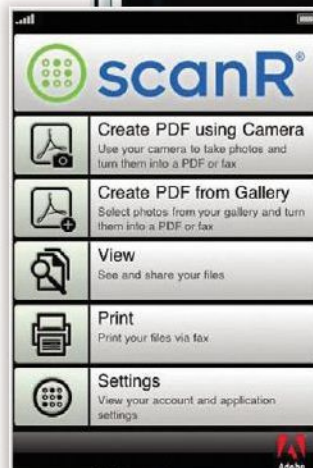 scanR®
Create PDF using Camera
Use your camera to take photos and
turn them into a PDF or fax
Create PDF from Gallery
Select photos from your gallery and turn
them into a PDF or fax
View
See and share your files
Print
Print your files via fax
Settings
View your account and application
settings
Adobe